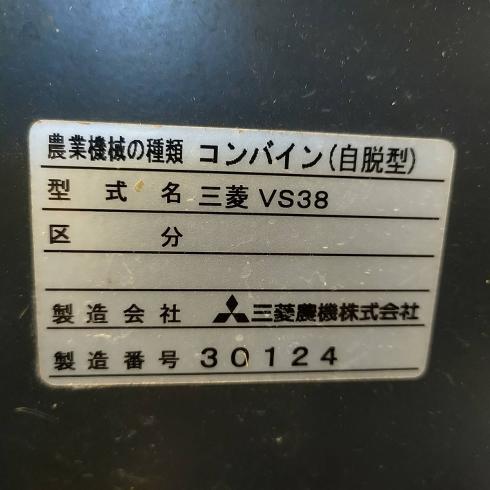 農業機械の種類 コンバイン(自脱型)
型式名 三菱 VS38
区分
製造会社 三菱農機株式会社
製造番号 30124